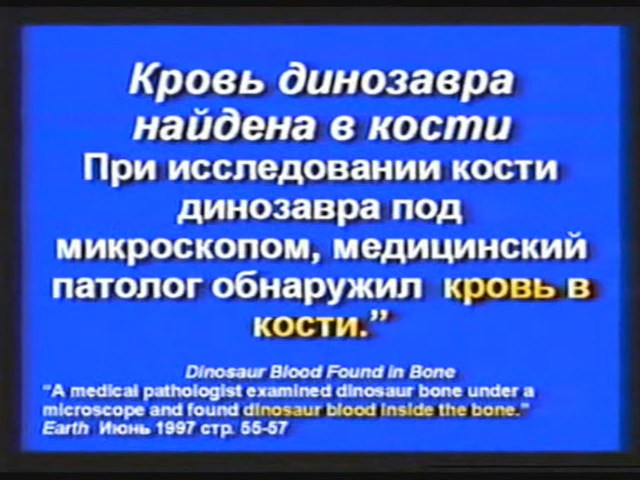 Кровь динозавра
найдена в кости
При исследовании кости
динозавра под
микроскопом, медицинский
патолог обнаружил кровь в
кости.”
Dinosaur Blood Found in Bone
“A medical pathologist examined dinosaur bone under a
microscope and found dinosaur blood inside the bone.”
Earth Июнь 1997 стр. 55-57